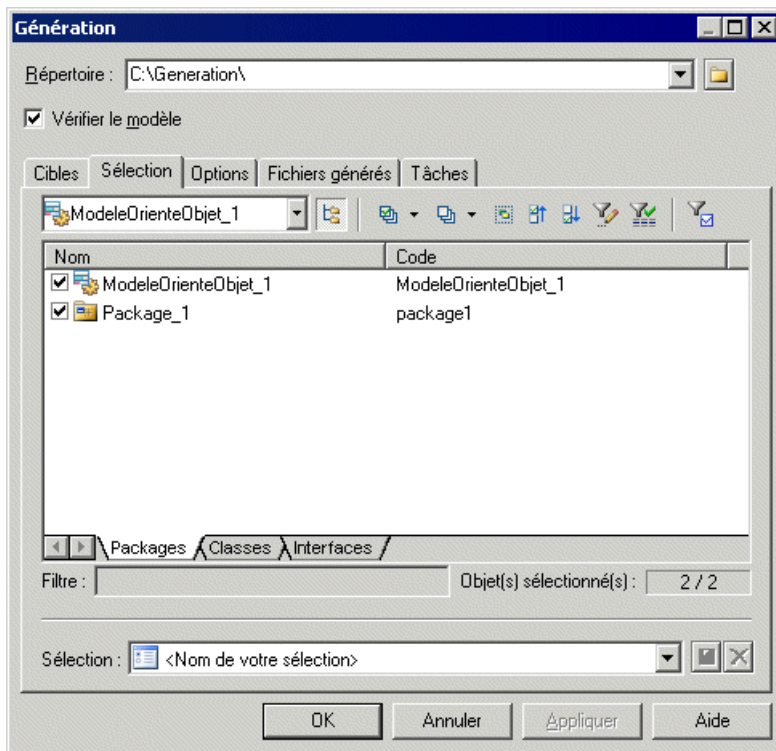 Génération
Répertoire : C:\Generation\
Vérifier le modèle
Cibles Sélection Options Fichiers générés Tâches
ModeleOrienteObjet_1
Nom Code
ModeleOrienteObjet_1 ModeleOrienteObjet_1
Package_1 package1
Packages Classes Interfaces
Filtre : Objet(s) sélectionné(s) : 2 / 2
Sélection : <Nom de votre sélection>
OK Annuler Appliquer Aide